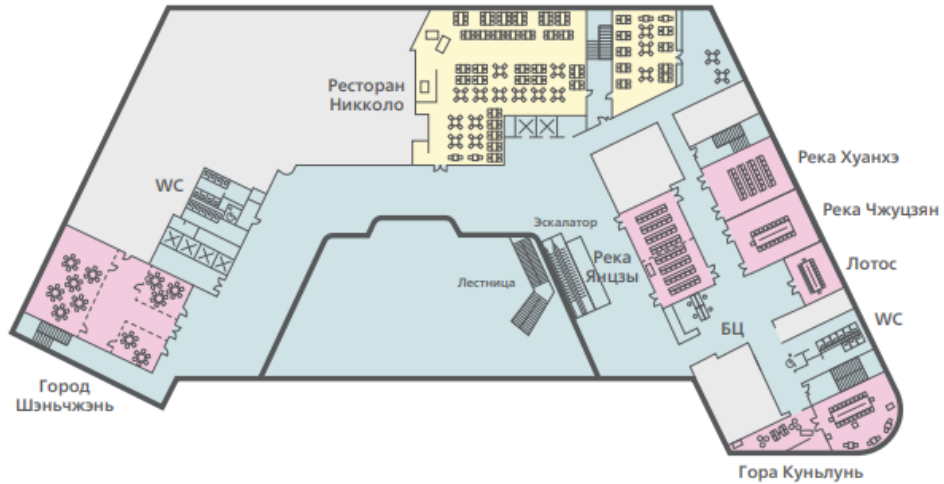 Ресторан
Никколо
WC
Река Хуанхэ
Река Чжуцзян
Эскалатор
Река
Янцзы
Лотос
Лестница
БЦ
WC
Город
Шэньчжэнь
Гора Куньлунь